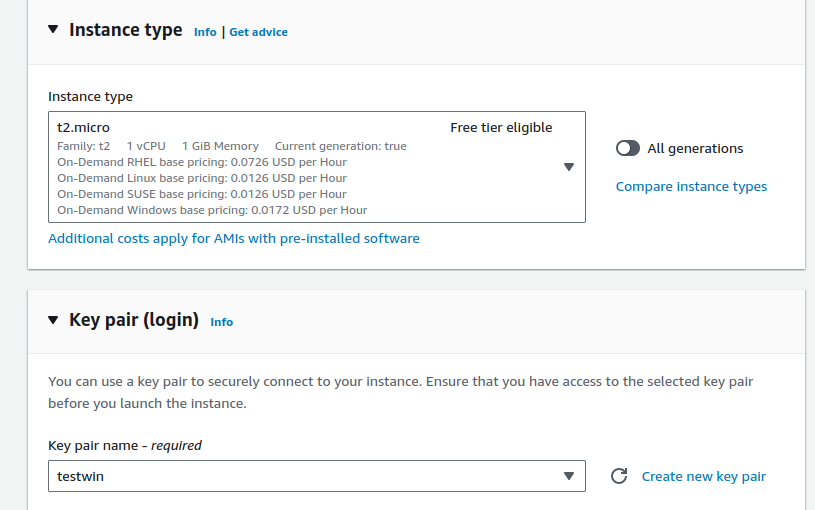 Instance type Info | Get advice
Instance type
t2.micro Free tier eligible
Family: t2 1 vCPU 1 GiB Memory Current generation: true
On-Demand RHEL base pricing: 0.0726 USD per Hour
On-Demand Linux base pricing: 0.0126 USD per Hour
On-Demand SUSE base pricing: 0.0126 USD per Hour
On-Demand Windows base pricing: 0.0172 USD per Hour
All generations
Compare instance types
Additional costs apply for AMIs with pre-installed software
Key pair (login) Info
You can use a key pair to securely connect to your instance. Ensure that you have access to the selected key pair
before you launch the instance.
Key pair name - required
testwin
Create new key pair